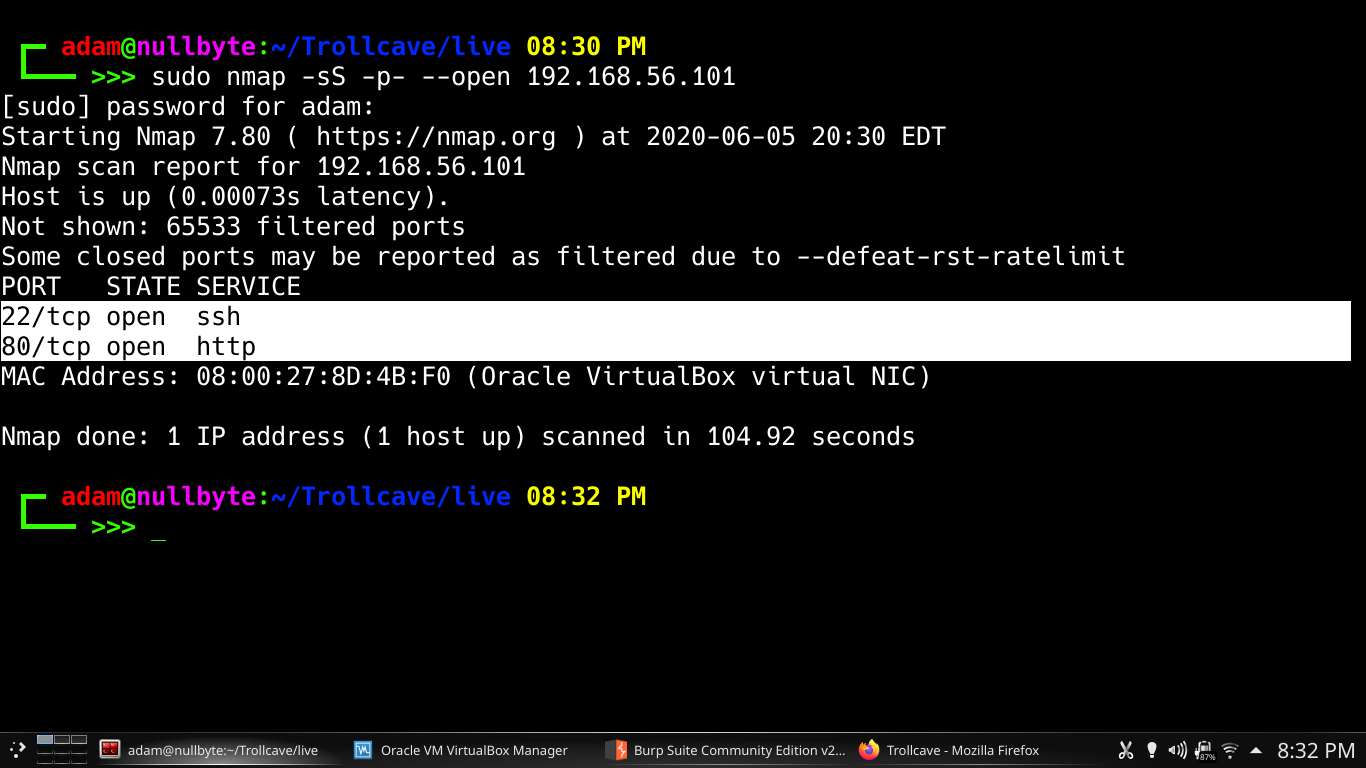 adam@nullbyte:~/Trollcave/live 08:30 PM
>>> sudo nmap -sS -p- --open 192.168.56.101
[sudo] password for adam:
Starting Nmap 7.80 ( https://nmap.org ) at 2020-06-05 20:30 EDT
Nmap scan report for 192.168.56.101
Host is up (0.00073s latency).
Not shown: 65533 filtered ports
Some closed ports may be reported as filtered due to --defeat-rst-ratelimit
PORT   STATE SERVICE
22/tcp open  ssh
80/tcp open  http
MAC Address: 08:00:27:8D:4B:F0 (Oracle VirtualBox virtual NIC)
Nmap done: 1 IP address (1 host up) scanned in 104.92 seconds
adam@nullbyte:~/Trollcave/live 08:32 PM
>>> _
adam@nullbyte:~/Trollcave/live Oracle VM VirtualBox Manager Burp Suite Community Edition v2... Trollcave - Mozilla Firefox 87% 8:32 PM